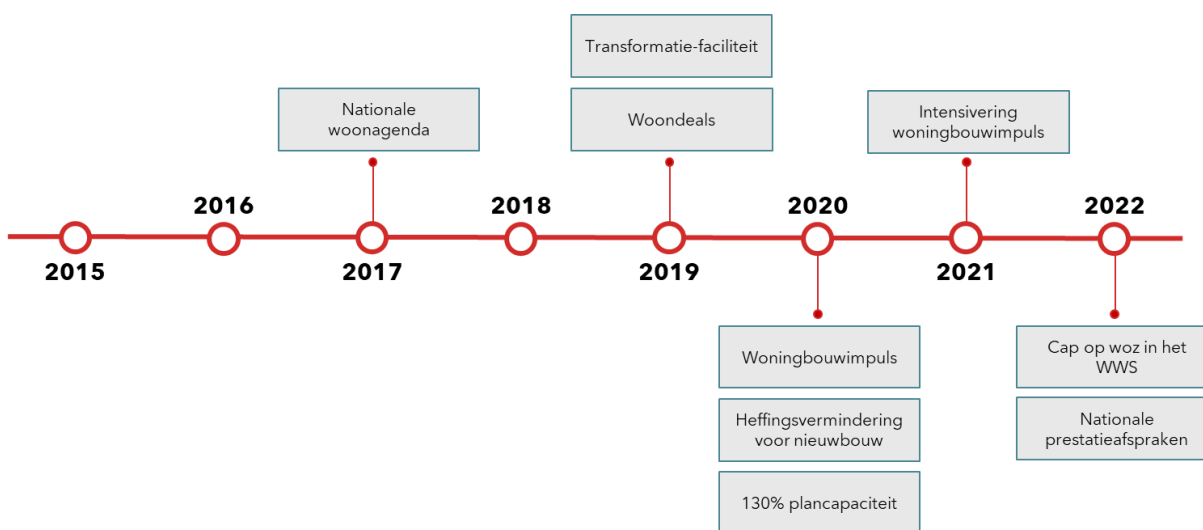 Transformatie-faciliteit
Nationale
woonagenda
Woondeals
Intensivering
woningbouwimpuls
2016
2018
2020
2022
2015
2017
2019
2021
Woningbouwimpuls
Cap op woz in het
WWS
Heffingsvermindering
voor nieuwbouw
Nationale
prestatieafspraken
130% plancapaciteit